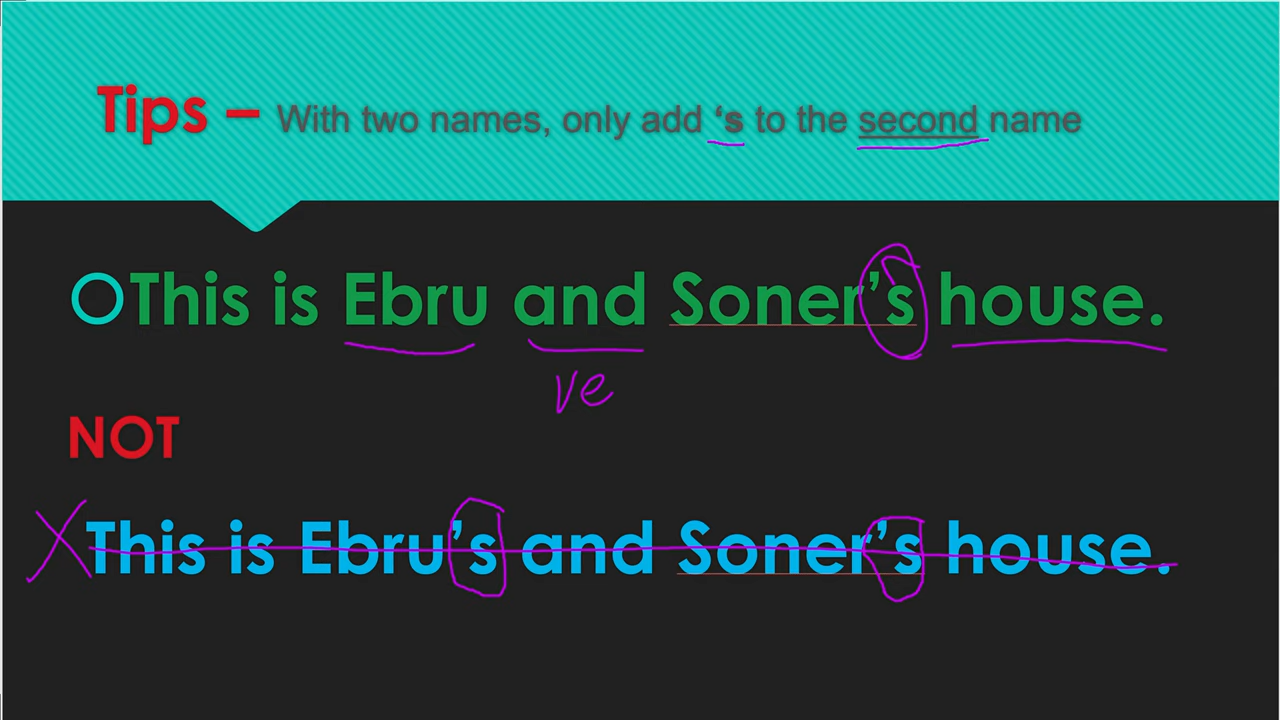 Tips – With two names, only add ‘s to the second name
This is Ebru and Soner’s house.
ve
NOT
This is Ebru’s and Soner’s house.